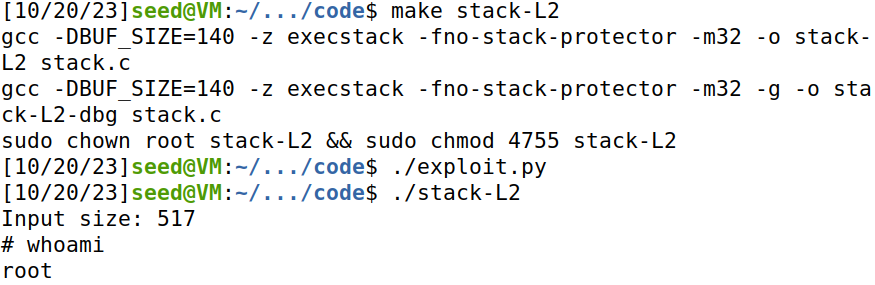 [10/20/23]seed@VM:~/.../code$ make stack-L2
gcc -DBUF_SIZE=140 -z execstack -fno-stack-protector -m32 -o stack-
L2 stack.c
gcc -DBUF_SIZE=140 -z execstack -fno-stack-protector -m32 -g -o sta
ck-L2-dbg stack.c
sudo chown root stack-L2 && sudo chmod 4755 stack-L2
[10/20/23]seed@VM:~/.../code$ ./exploit.py
[10/20/23]seed@VM:~/.../code$ ./stack-L2
Input size: 517
# whoami
root